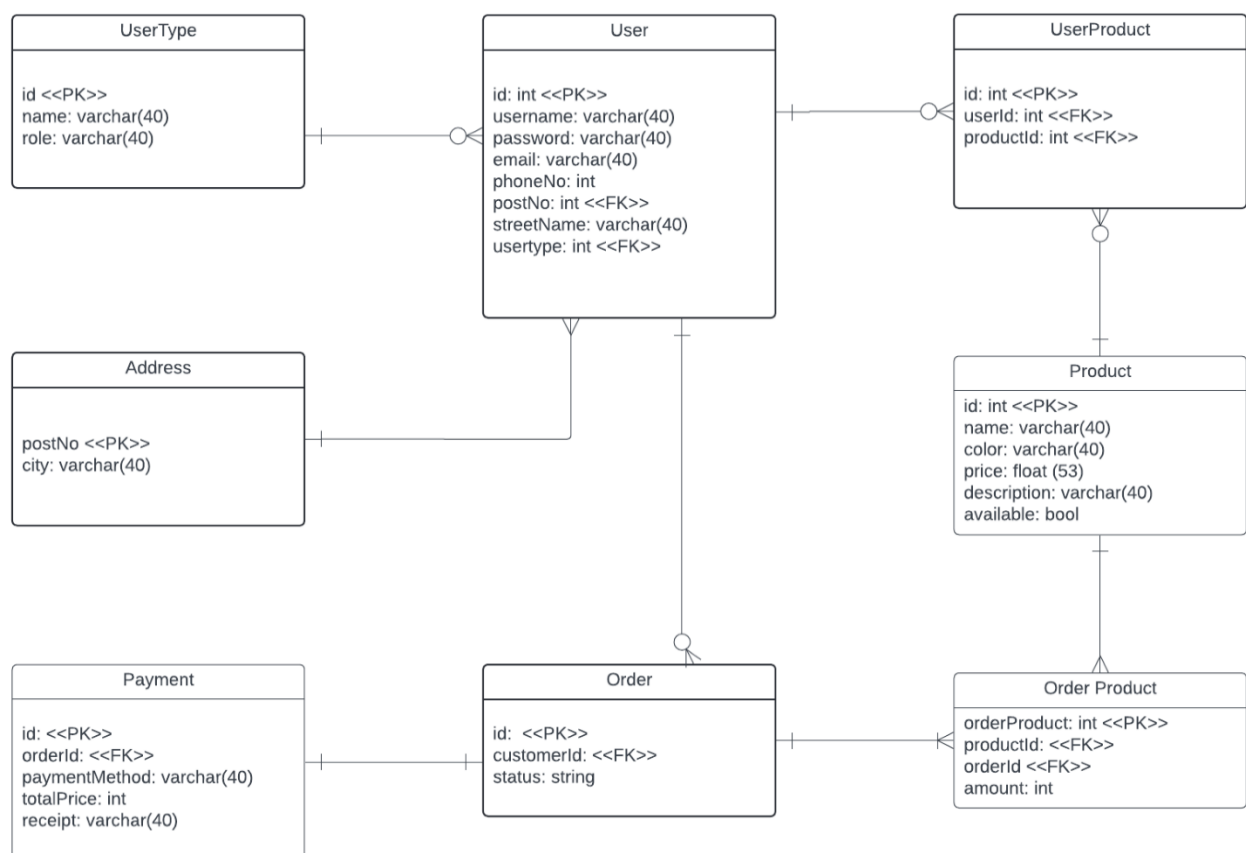 UserType
id <<PK>>
name: varchar(40)
role: varchar(40)
User
id: int <<PK>>
username: varchar(40)
password: varchar(40)
email: varchar(40)
phoneNo: int
postNo: int <<FK>>
streetName: varchar(40)
usertype: int <<FK>>
UserProduct
id: int <<PK>>
userId: int <<FK>>
productId: int <<FK>>
Address
postNo <<PK>>
city: varchar(40)
Product
id: int <<PK>>
name: varchar(40)
color: varchar(40)
price: float (53)
description: varchar(40)
available: bool
Payment
id: <<PK>>
orderId: <<FK>>
paymentMethod: varchar(40)
totalPrice: int
receipt: varchar(40)
Order
id: <<PK>>
customerId: <<FK>>
status: string
Order Product
orderProduct: int <<PK>>
productId: <<FK>>
orderId <<FK>>
amount: int